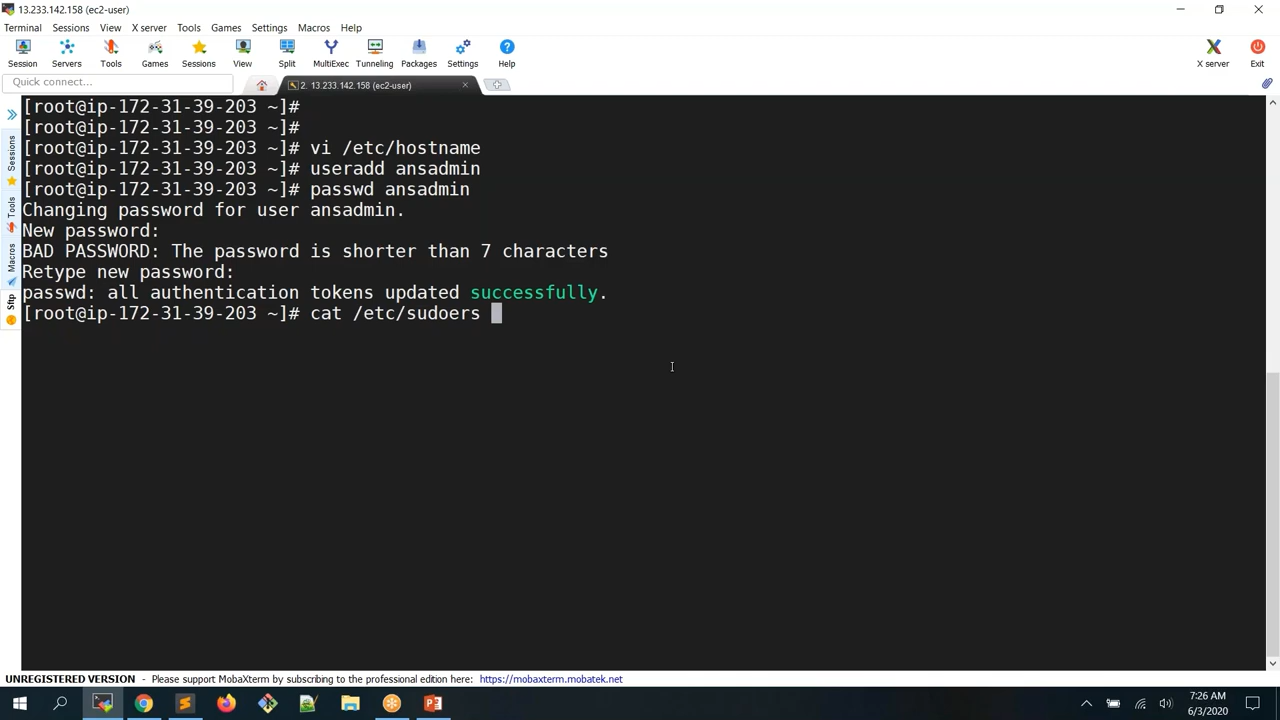 13.233.142.158 (ec2-user)
Terminal Sessions View X server Tools Games Settings Macros Help
Session Servers Tools Games Sessions View Split MultiExec Tunneling Packages Settings Help X server Exit
Quick connect...
2. 13.233.142.158 (ec2-user)
[root@ip-172-31-39-203 ~]#
[root@ip-172-31-39-203 ~]#
[root@ip-172-31-39-203 ~]# vi /etc/hostname
[root@ip-172-31-39-203 ~]# useradd ansadmin
[root@ip-172-31-39-203 ~]# passwd ansadmin
Changing password for user ansadmin.
New password:
BAD PASSWORD: The password is shorter than 7 characters
Retype new password:
passwd: all authentication tokens updated successfully.
[root@ip-172-31-39-203 ~]# cat /etc/sudoers
Sessions
Tools
Macros
Sftp
UNREGISTERED VERSION - Please support MobaXterm by subscribing to the professional edition here: https://mobaxterm.mobatek.net
7:26 AM
6/3/2020